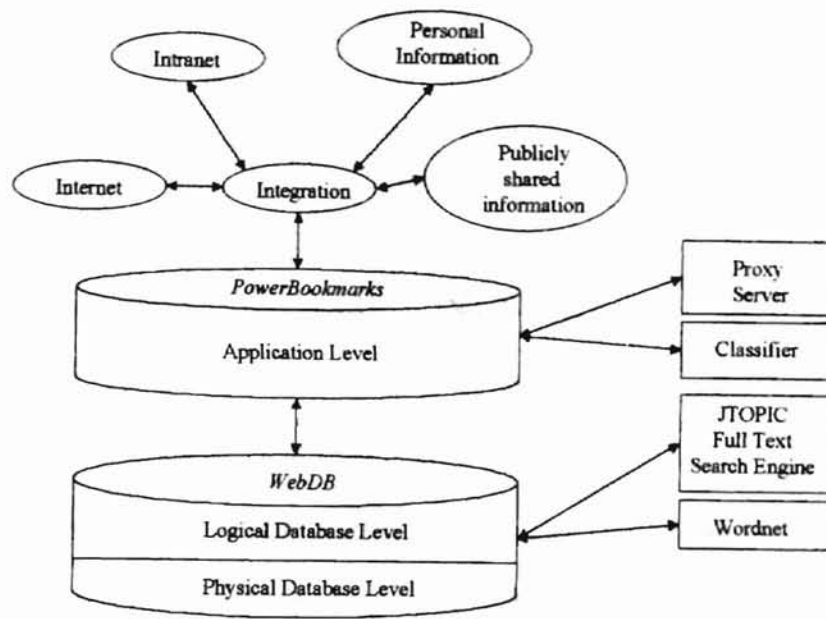 Personal
Information
Intranet
Publicly
shared
information
Internet
Integration
PowerBookmarks
Application Level
Proxy
Server
Classifier
JTOPIC
Full Text
Search Engine
WebDB
Logical Database Level
Wordnet
Physical Database Level